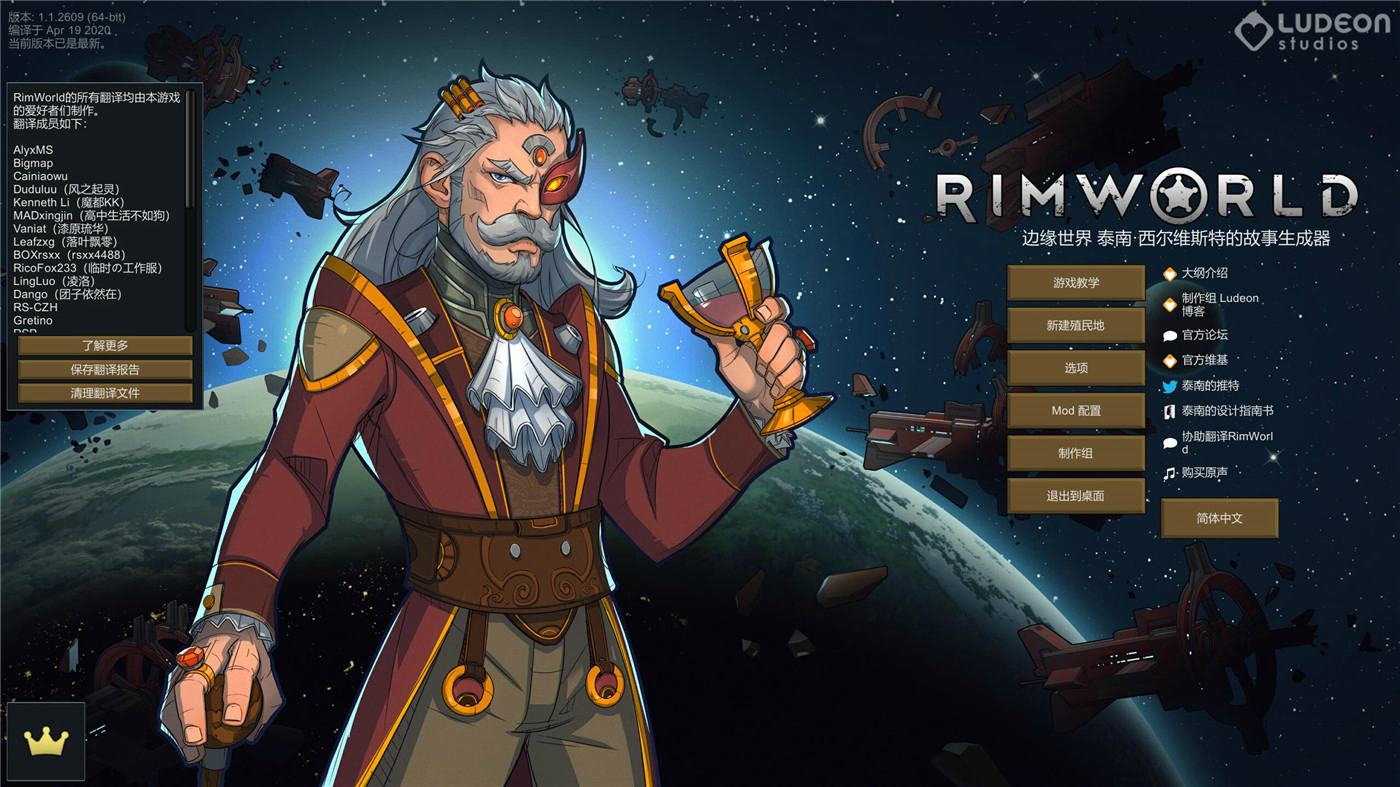 版本: 1.1.2609 (64-bit)
编译于 Apr 19 2020
当前版本已是最新。
LUDEON
studios
RimWorld的所有翻译均由本游戏
的爱好者们制作。
翻译成员如下：
AlyxMS
Bigmap
Cainiaowu
Duduluu（风之起灵）
Kenneth Li（魔都KK）
MADxingjin（高中生活不如狗）
Vaniat（漆原琉华）
Leafzxg（落叶飘零）
BOXrsxx（rsxx4488）
RicoFox233（临时の工作服）
LingLuo（凌洛）
Dango（团子依然在）
RS-CZH
Gretino
了解更多
保存翻译报告
清理翻译文件
RIMWORLD
边缘世界 泰南·西尔维斯特的故事生成器
游戏教学
新建殖民地
选项
Mod 配置
制作组
退出到桌面
大纲介绍
制作组 Ludeon
博客
官方论坛
官方维基
泰南的推特
泰南的设计指南书
协助翻译RimWorl
d
购买原声
简体中文